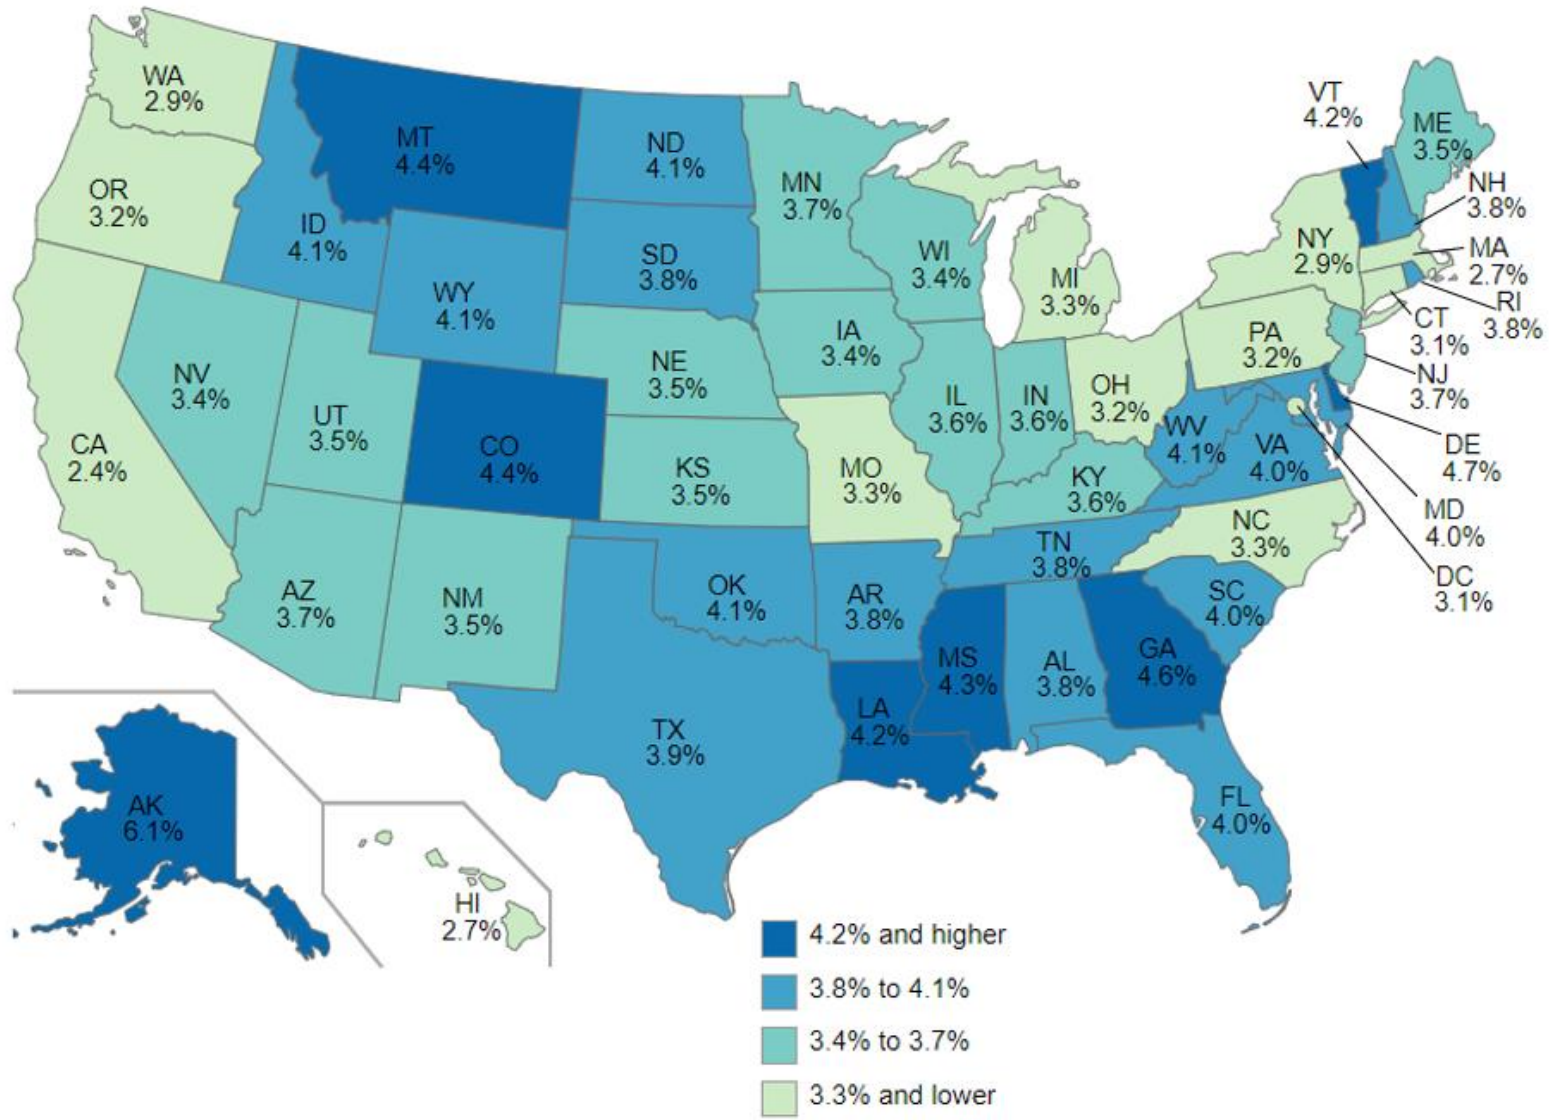 WA
2.9%
MT
4.4%
ND
4.1%
MN
3.7%
VT
4.2%
ME
3.5%
OR
3.2%
ID
4.1%
SD
3.8%
WI
3.4%
NH
3.8%
NY
2.9%
MA
2.7%
WY
4.1%
MI
3.3%
RI
3.8%
CT
3.1%
IA
3.4%
PA
3.2%
NE
3.5%
NJ
3.7%
NV
3.4%
UT
3.5%
IL
3.6%
IN
3.6%
OH
3.2%
CA
2.4%
CO
4.4%
KS
3.5%
MO
3.3%
WV
4.1%
VA
4.0%
DE
4.7%
KY
3.6%
MD
4.0%
NC
3.3%
TN
3.8%
DC
3.1%
AZ
3.7%
NM
3.5%
OK
4.1%
AR
3.8%
SC
4.0%
MS
4.3%
AL
3.8%
GA
4.6%
LA
4.2%
TX
3.9%
FL
4.0%
AK
6.1%
HI
2.7%
4.2% and higher
3.8% to 4.1%
3.4% to 3.7%
3.3% and lower